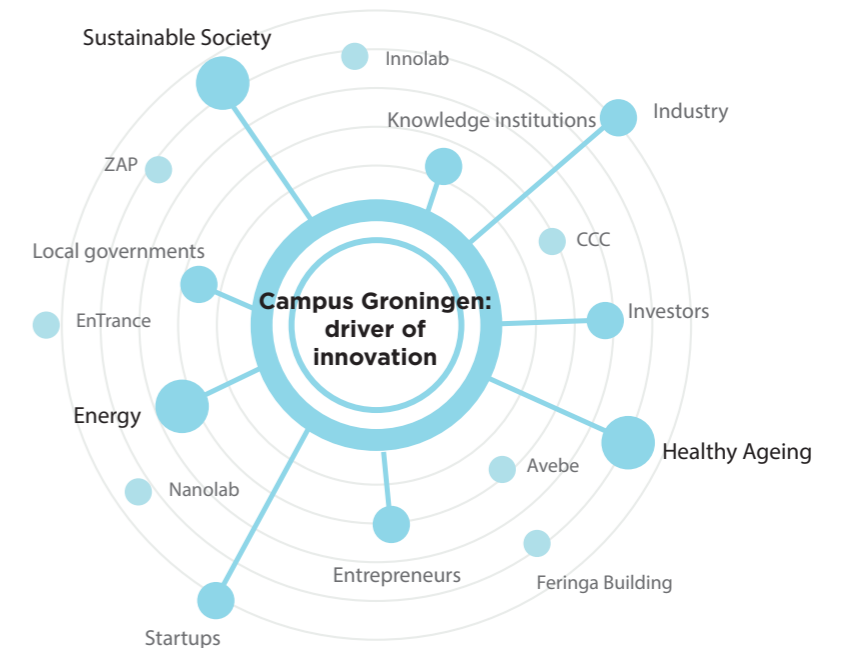 Sustainable Society
Innolab
Knowledge institutions
Industry
ZAP
CCC
Local governments
Campus Groningen:
driver of
innovation
EnTrance
Investors
Energy
Healthy Ageing
Avebe
Nanolab
Entrepreneurs
Feringa Building
Startups